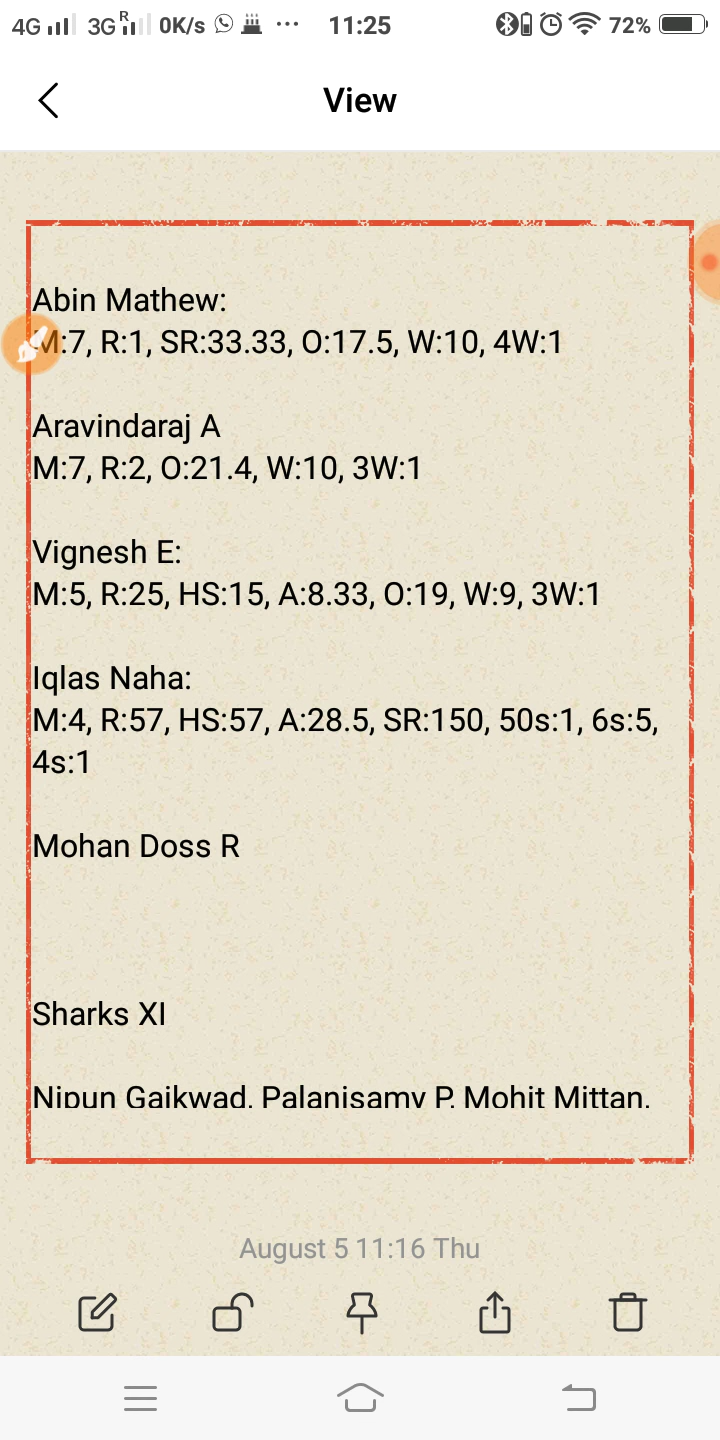 4G 3G R 0K/s ... 11:25 72%
View
Abin Mathew:
M:7, R:1, SR:33.33, O:17.5, W:10, 4W:1
Aravindaraj A
M:7, R:2, O:21.4, W:10, 3W:1
Vignesh E:
M:5, R:25, HS:15, A:8.33, O:19, W:9, 3W:1
Iqlas Naha:
M:4, R:57, HS:57, A:28.5, SR:150, 50s:1, 6s:5,
4s:1
Mohan Doss R
Sharks XI
Nipun Gaikwad, Palanisamy P, Mohit Mittan,
August 5 11:16 Thu